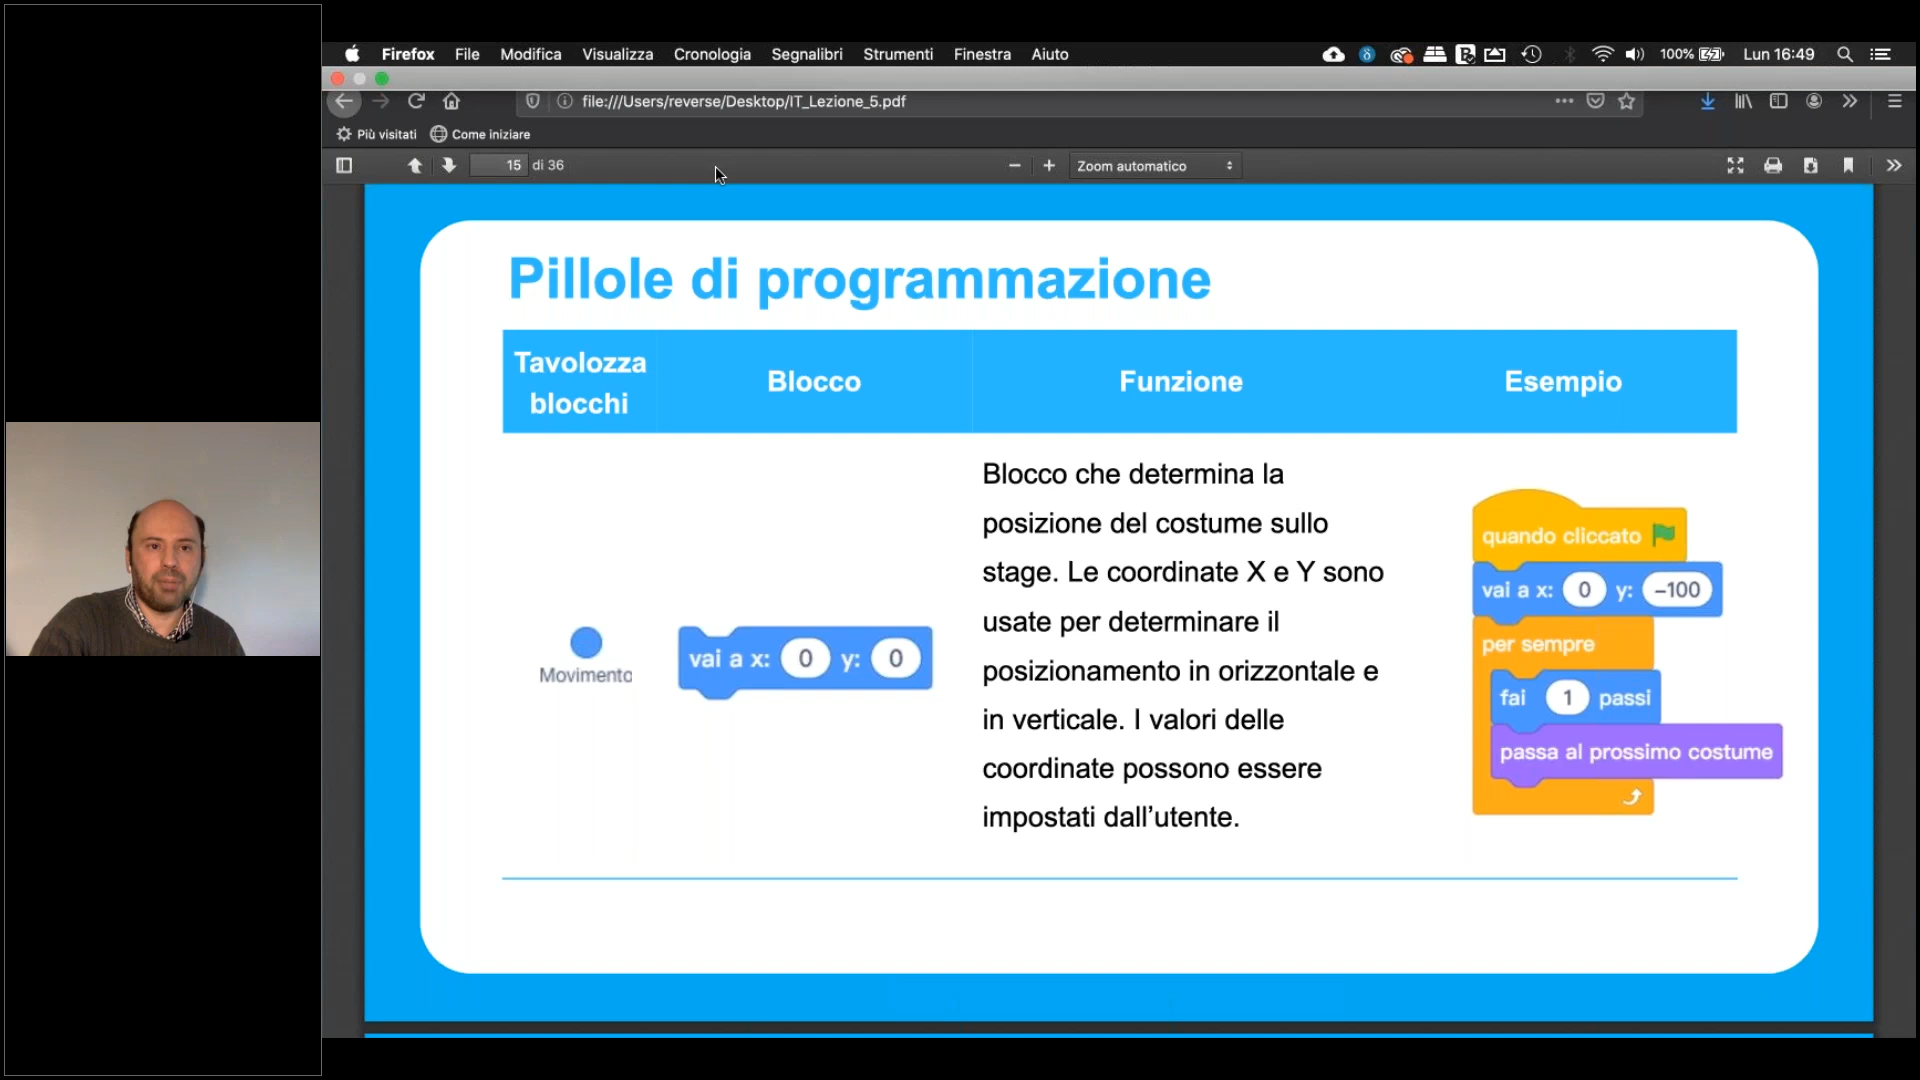 Firefox File Modifica Visualizza Cronologia Segnalibri Strumenti Finestra Aiuto 100% Lun 16:49
file:///Users/reverse/Desktop/IT_Lezione_5.pdf
Più visitati Come iniziare
15 di 36 Zoom automatico
Pillole di programmazione
Tavolozza
blocchi
Blocco
Funzione
Esempio
Movimento
vai a x: 0 y: 0
Blocco che determina la
posizione del costume sullo
stage. Le coordinate X e Y sono
usate per determinare il
posizionamento in orizzontale e
in verticale. I valori delle
coordinate possono essere
impostati dall’utente.
quando cliccato
vai a x: 0 y: −100
per sempre
fai 1 passi
passa al prossimo costume